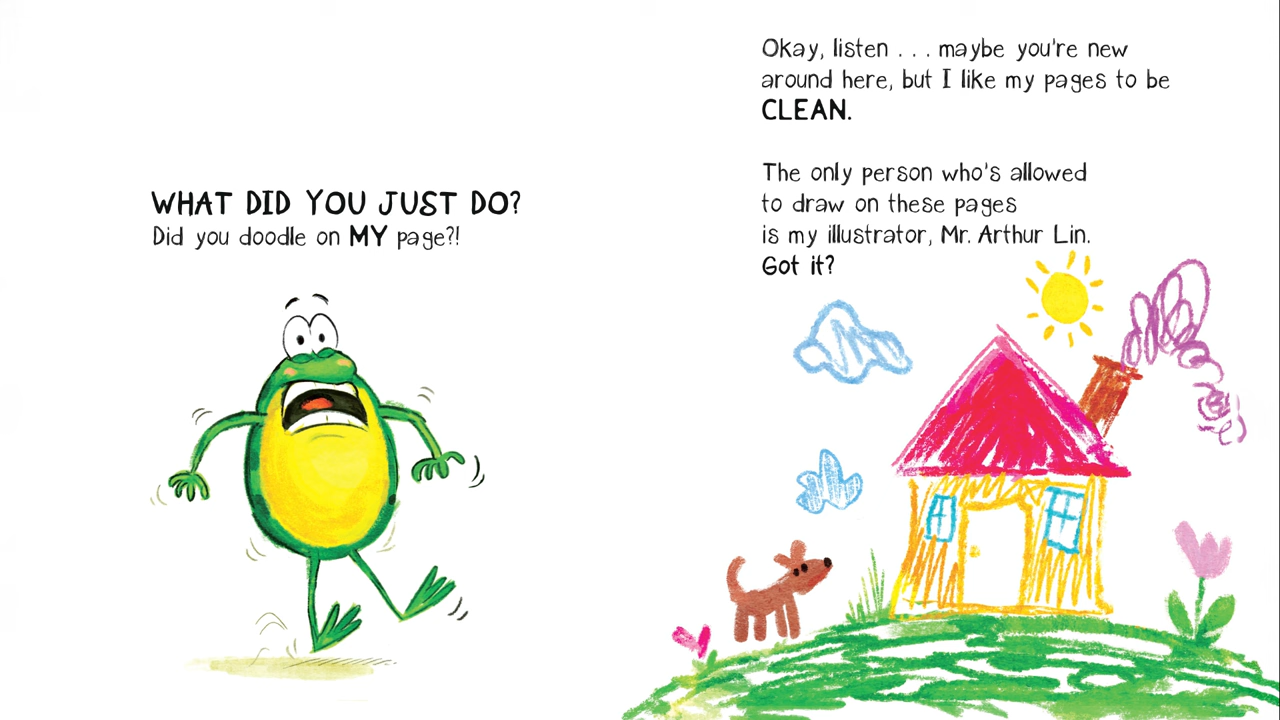 WHAT DID YOU JUST DO?
Did you doodle on MY page?!
Okay, listen . . . maybe you're new
around here, but I like my pages to be
CLEAN.
The only person who's allowed
to draw on these pages
is my illustrator, Mr. Arthur Lin.
Got it?